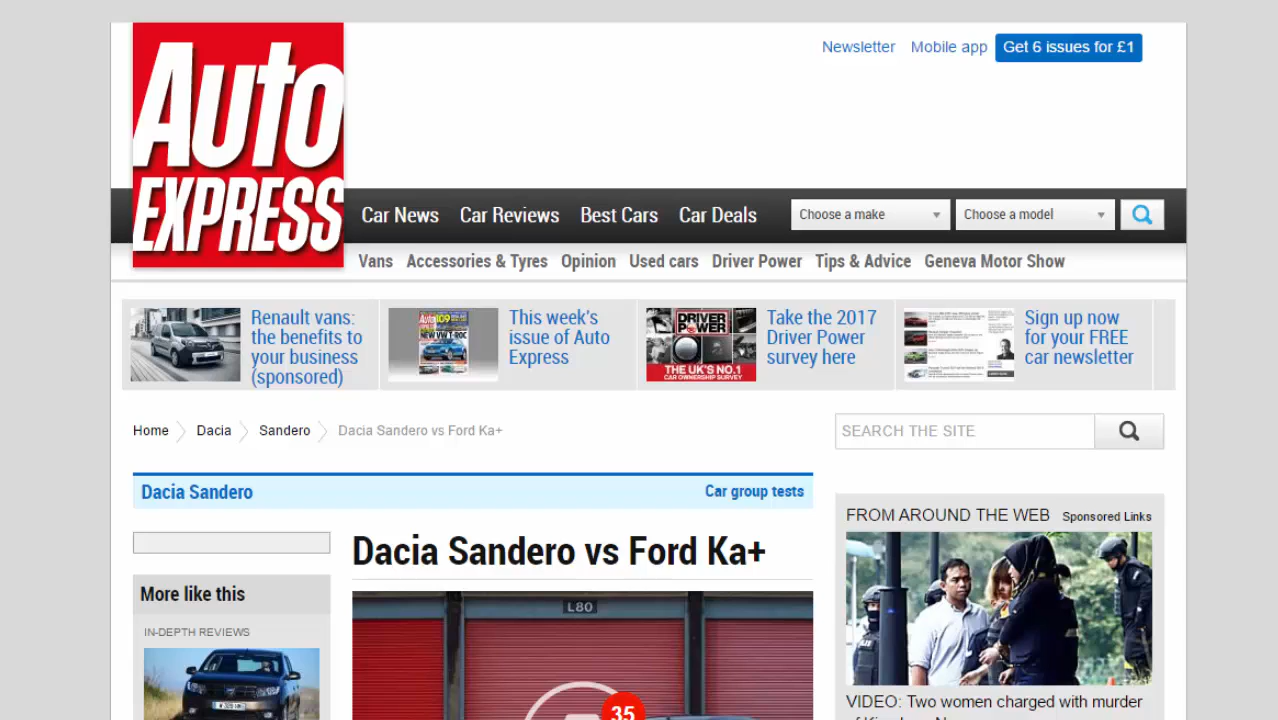 Auto
EXPRESS
Newsletter Mobile app Get 6 issues for £1
Car News Car Reviews Best Cars Car Deals Choose a make Choose a model
Vans Accessories & Tyres Opinion Used cars Driver Power Tips & Advice Geneva Motor Show
Renault vans:
the benefits to
your business
(sponsored)
This week's
issue of Auto
Express
DRIVER
POWER
THE UK'S NO.1
CAR OWNERSHIP SURVEY
Take the 2017
Driver Power
survey here
Sign up now
for your FREE
car newsletter
Home Dacia Sandero Dacia Sandero vs Ford Ka+
SEARCH THE SITE
Dacia Sandero Car group tests
Dacia Sandero vs Ford Ka+
More like this
IN-DEPTH REVIEWS
L80
35
FROM AROUND THE WEB Sponsored Links
VIDEO: Two women charged with murder